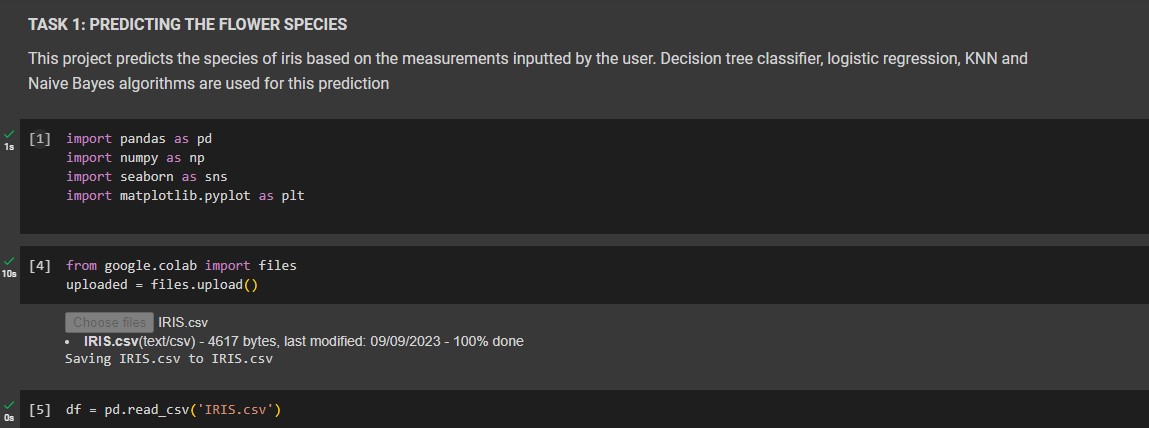 TASK 1: PREDICTING THE FLOWER SPECIES
This project predicts the species of iris based on the measurements inputted by the user. Decision tree classifier, logistic regression, KNN and
Naive Bayes algorithms are used for this prediction
1s
[1] import pandas as pd
import numpy as np
import seaborn as sns
import matplotlib.pyplot as plt
10s
[4] from google.colab import files
uploaded = files.upload()
Choose files IRIS.csv
• IRIS.csv(text/csv) - 4617 bytes, last modified: 09/09/2023 - 100% done
Saving IRIS.csv to IRIS.csv
0s
[5] df = pd.read_csv('IRIS.csv')